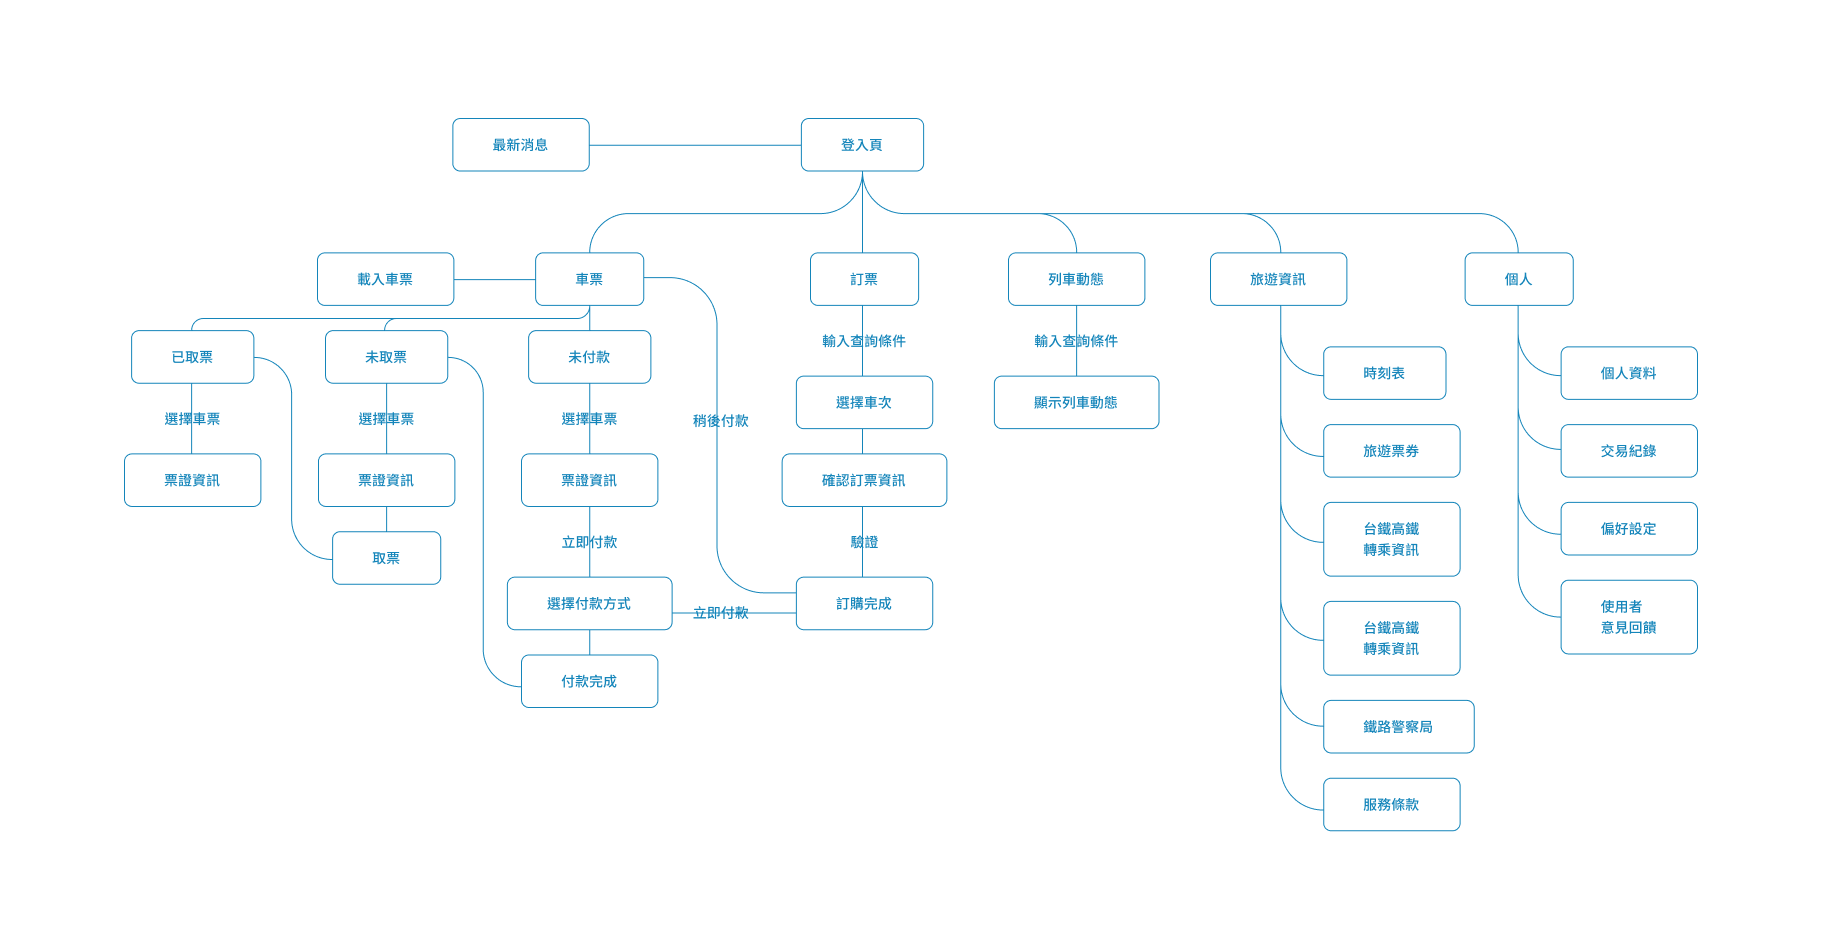 最新消息
登入頁
載入車票
車票
訂票
列車動態
旅遊資訊
個人
已取票
未取票
未付款
輸入查詢條件
輸入查詢條件
時刻表
個人資料
選擇車次
顯示列車動態
選擇車票
選擇車票
選擇車票
稍後付款
旅遊票券
交易紀錄
票證資訊
票證資訊
票證資訊
確認訂票資訊
台鐵高鐵
轉乘資訊
偏好設定
立即付款
驗證
取票
選擇付款方式
立即付款
訂購完成
使用者
意見回饋
台鐵高鐵
轉乘資訊
付款完成
鐵路警察局
服務條款